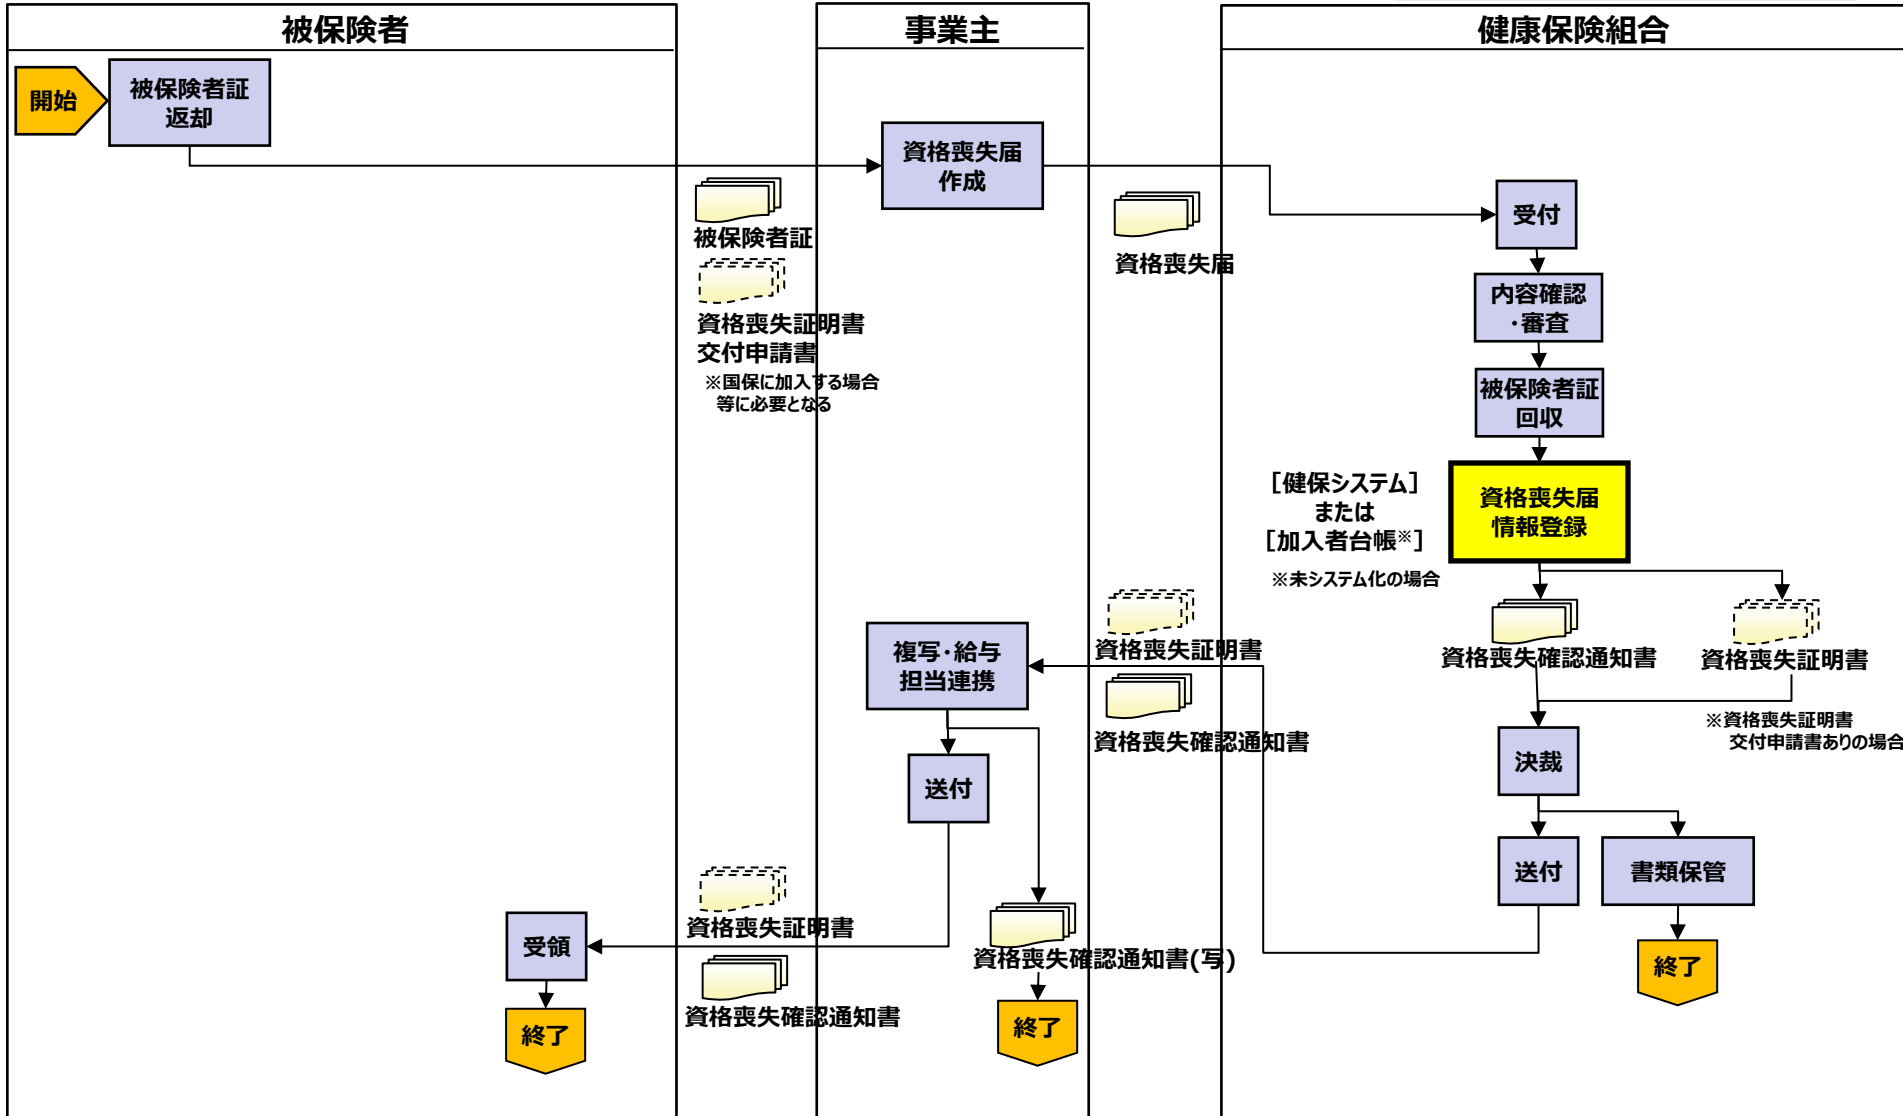 被保険者
事業主
健康保険組合
開始
被保険者証
返却
資格喪失届
作成
受付
被保険者証
資格喪失届
資格喪失証明書
交付申請書
※国保に加入する場合
等に必要となる
内容確認
・審査
被保険者証
回収
［健保システム］
または
［加入者台帳※］
※未システム化の場合
資格喪失届
情報登録
資格喪失確認通知書
資格喪失証明書
※資格喪失証明書
交付申請書ありの場合
複写・給与
担当連携
資格喪失証明書
資格喪失確認通知書
決裁
送付
送付
書類保管
終了
資格喪失証明書
受領
資格喪失確認通知書
終了
資格喪失確認通知書(写)
終了